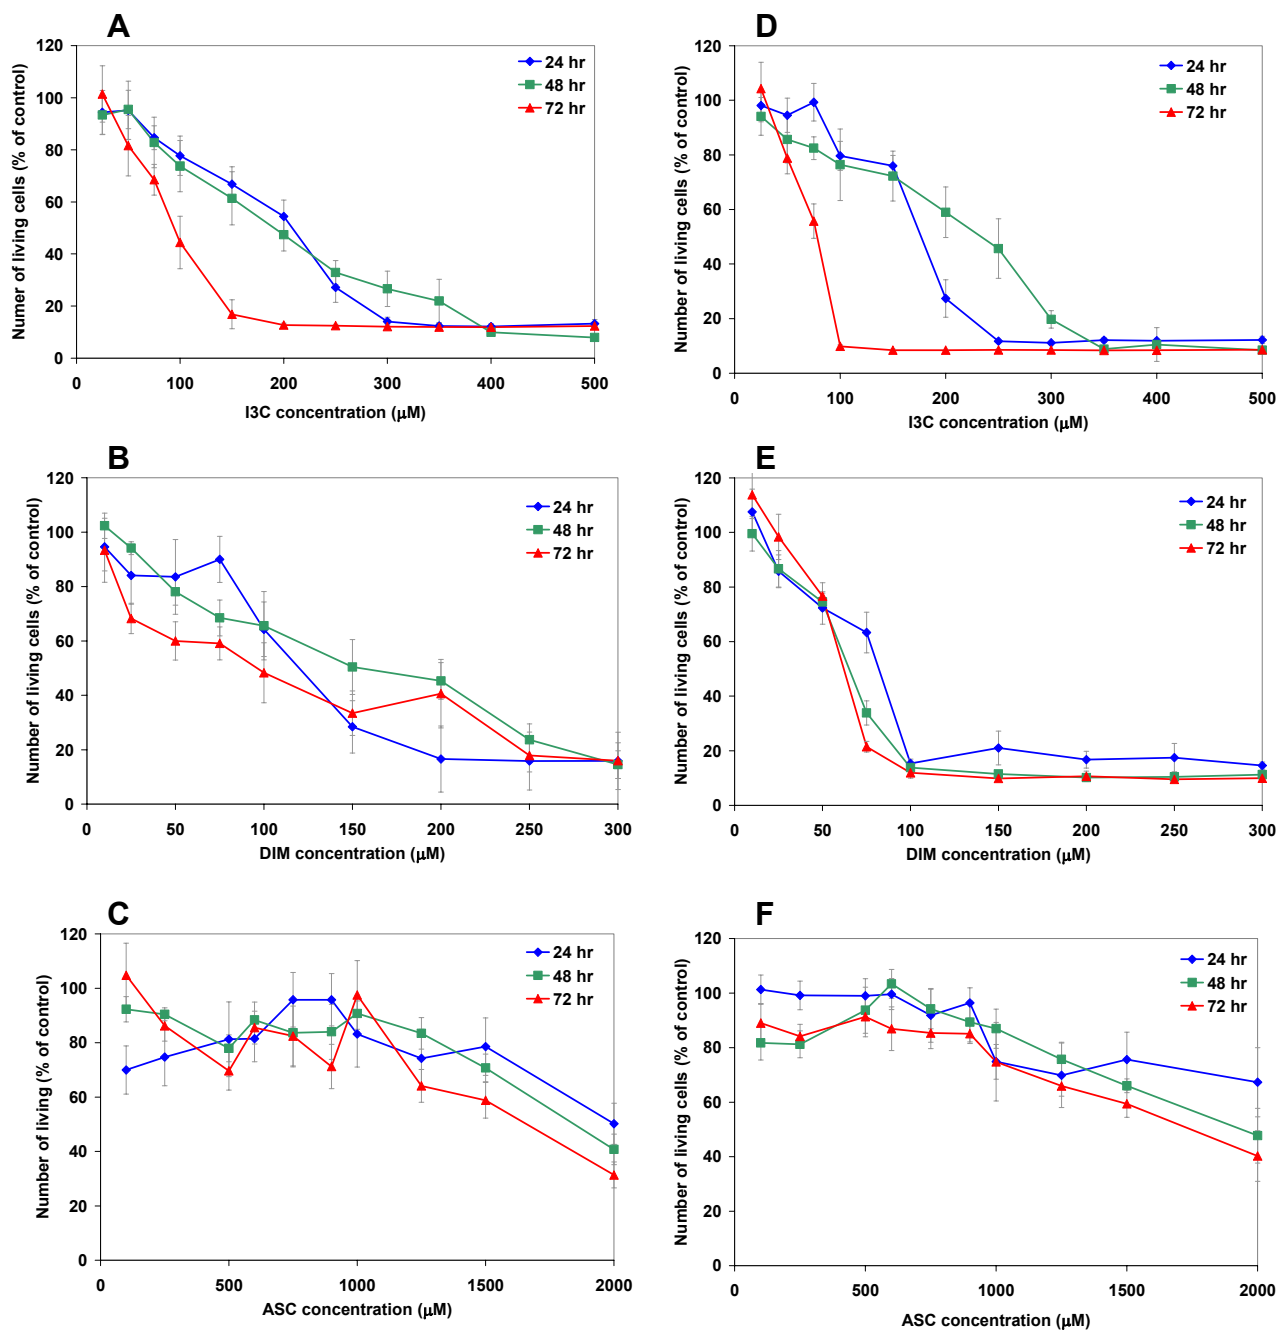 A
Numer of living cells (% of control)
120
100
80
60
40
20
0
24 hr
48 hr
72 hr
0 100 200 300 400 500
I3C concentration (μM)
D
Number of living cells (% of control)
120
100
80
60
40
20
0
24 hr
48 hr
72 hr
0 100 200 300 400 500
I3C concentration (μM)
B
Number of living cells (% of control)
120
100
80
60
40
20
0
24 hr
48 hr
72 hr
0 50 100 150 200 250 300
DIM concentration (μM)
E
Number of living cells (% of control)
120
100
80
60
40
20
0
24 hr
48 hr
72 hr
0 50 100 150 200 250 300
DIM concentration (μM)
C
Number of living (% of control)
120
100
80
60
40
20
0
24 hr
48 hr
72 hr
0 500 1000 1500 2000
ASC concentration (μM)
F
Number of living cells (% of control)
120
100
80
60
40
20
0
24 hr
48 hr
72 hr
0 500 1000 1500 2000
ASC concentration (μM)